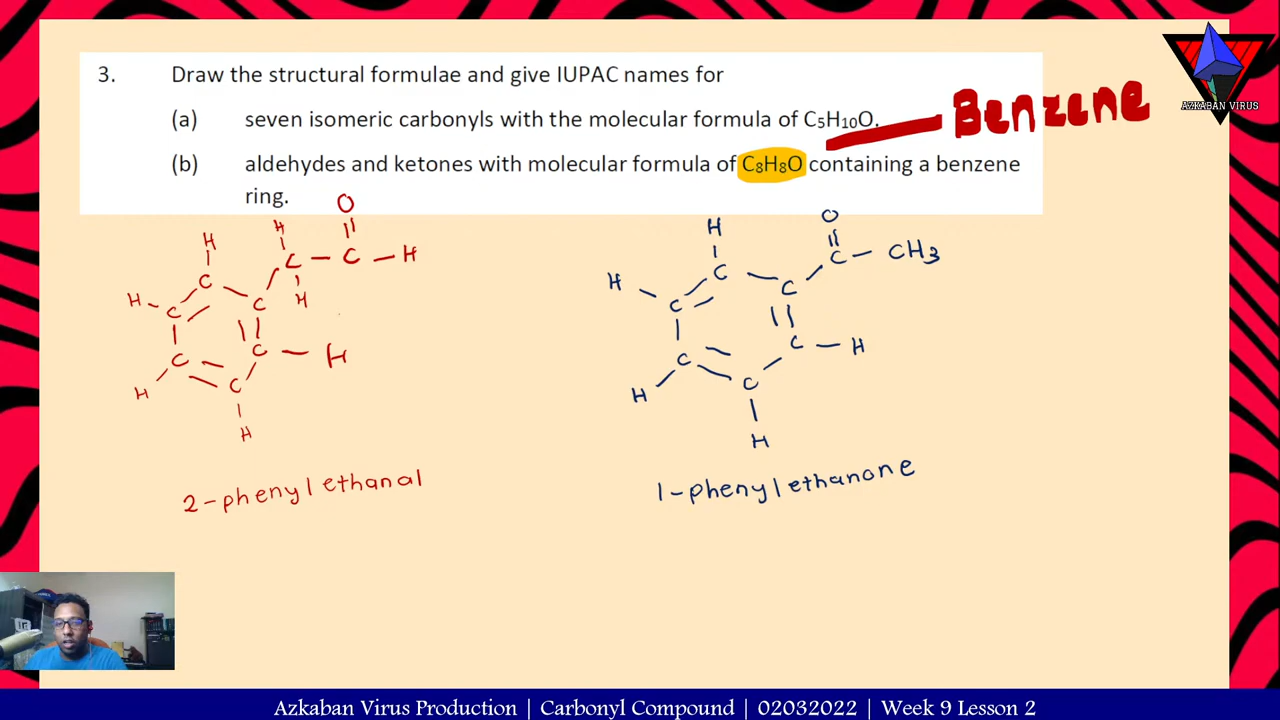 3. Draw the structural formulae and give IUPAC names for
(a) seven isomeric carbonyls with the molecular formula of C₅H₁₀O.
(b) aldehydes and ketones with molecular formula of C₈H₈O containing a benzene
ring.
Benzene
AZKABAN VIRUS
O
H H
C - C - H
H C H
C C
C C - H
H C
H
2-phenylethanal
O
H
C - CH3
H C
C C
C C - H
H C
H
1-phenylethanone
Azkaban Virus Production | Carbonyl Compound | 02032022 | Week 9 Lesson 2